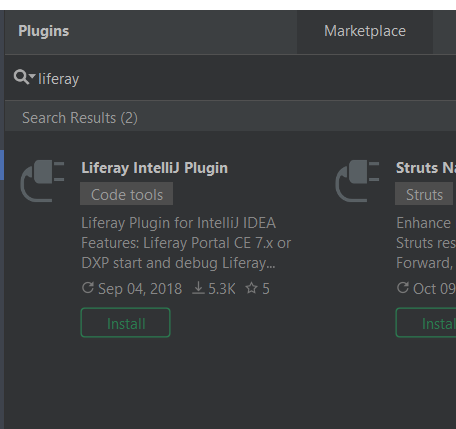 Plugins
Marketplace
liferay
Search Results (2)
Liferay IntelliJ Plugin
Code tools
Liferay Plugin for IntelliJ IDEA
Features: Liferay Portal CE 7.x or
DXP start and debug Liferay...
Sep 04, 2018 5.3K 5
Install
Struts Na
Struts
Enhance
Struts res
Forward,
Oct 09
Instal